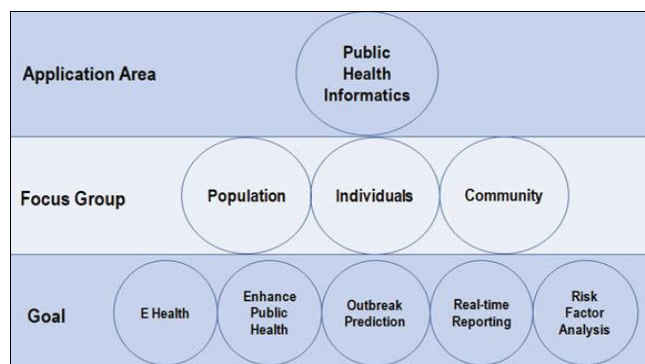 Application Area
Public
Health
Informatics
Focus Group
Population
Individuals
Community
Goal
E Health
Enhance
Public
Health
Outbreak
Prediction
Real-time
Reporting
Risk
Factor
Analysis